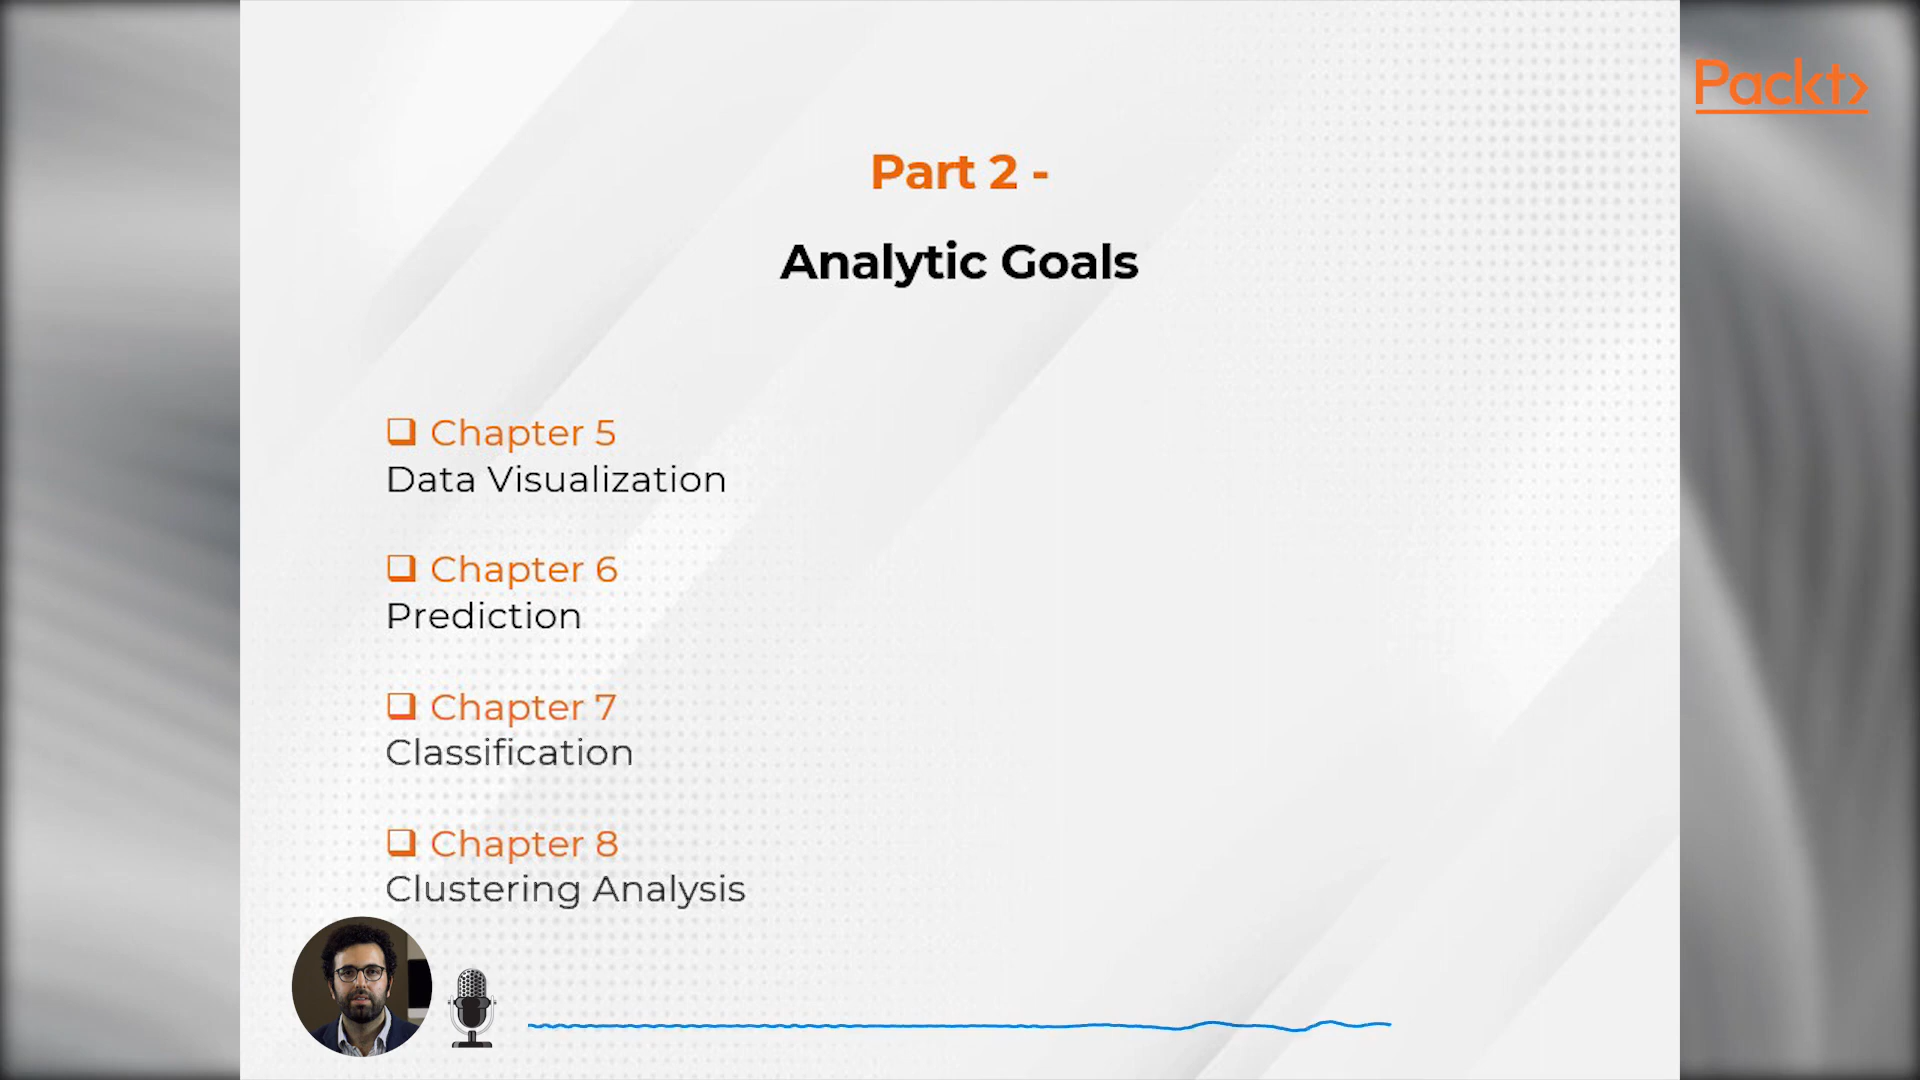 Packt
Part 2 -
Analytic Goals
Chapter 5
Data Visualization
Chapter 6
Prediction
Chapter 7
Classification
Chapter 8
Clustering Analysis